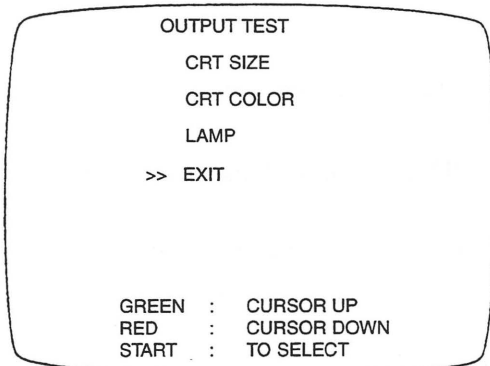 OUTPUT TEST
CRT SIZE
CRT COLOR
LAMP
>> EXIT
GREEN : CURSOR UP
RED : CURSOR DOWN
START : TO SELECT